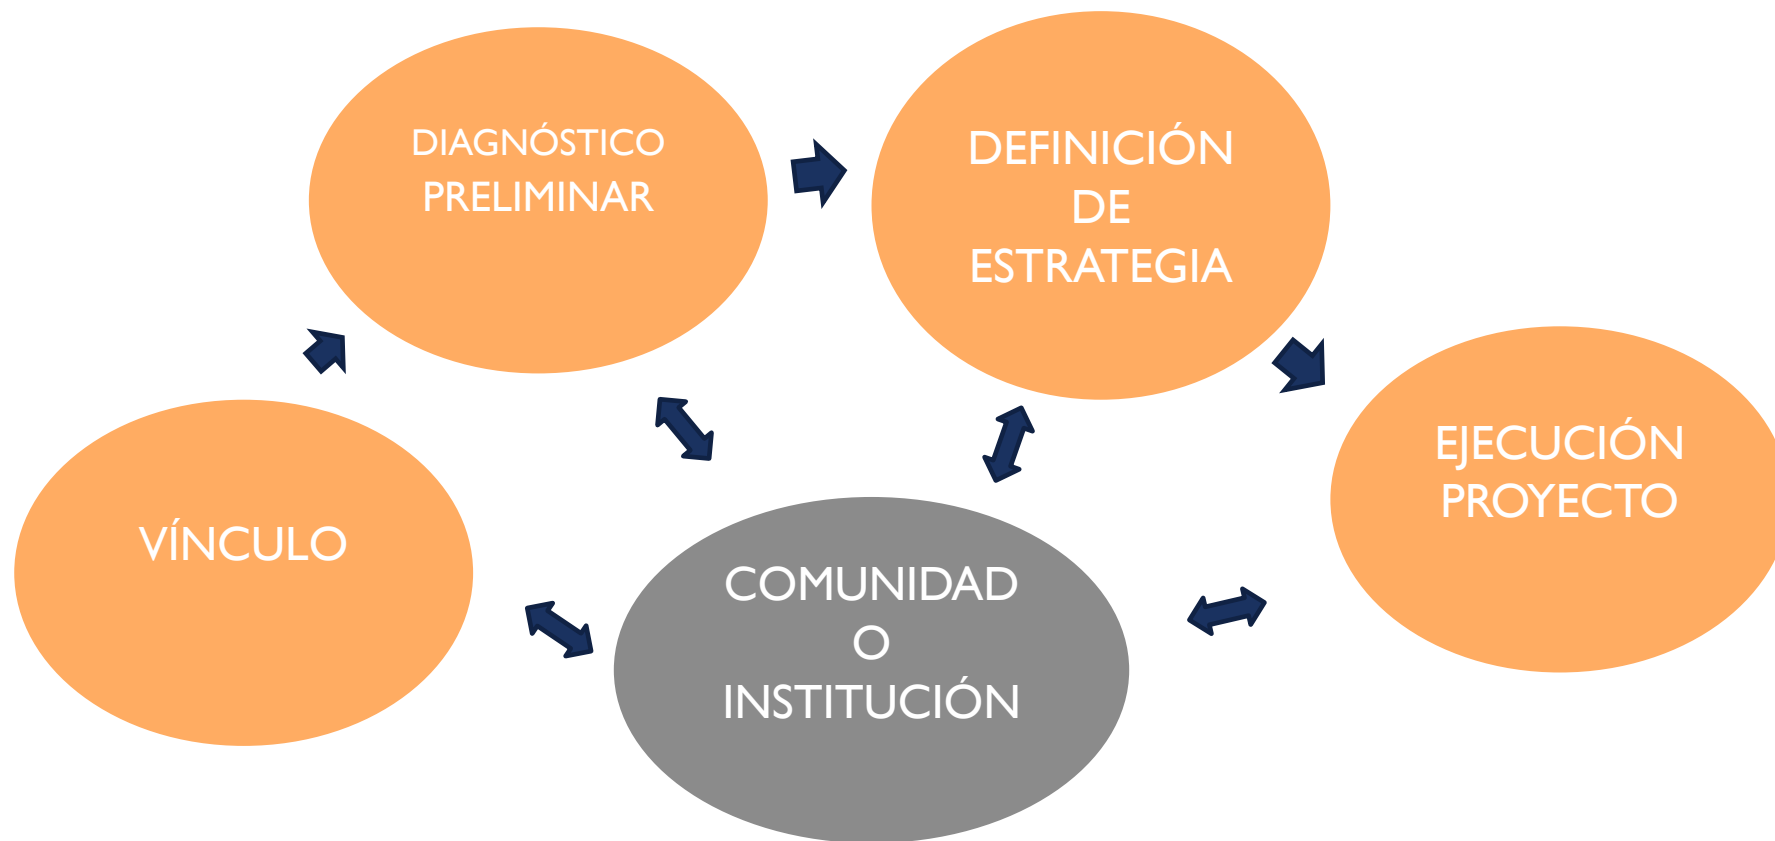 DIAGNÓSTICO
PRELIMINAR
DEFINICIÓN
DE
ESTRATEGIA
EJECUCIÓN
PROYECTO
VÍNCULO
COMUNIDAD
O
INSTITUCIÓN